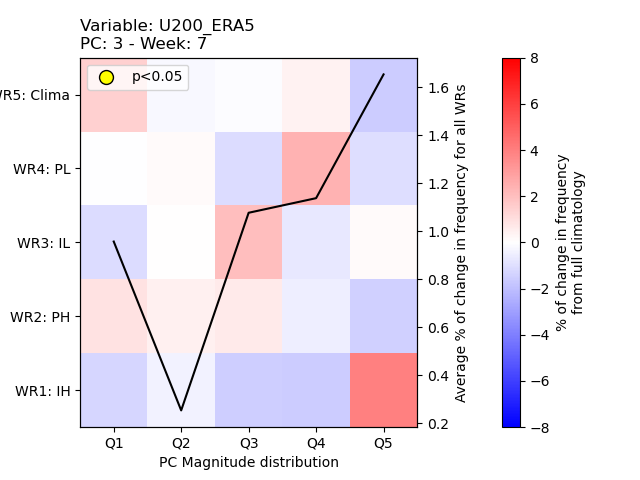 Variable: U200_ERA5
PC: 3 - Week: 7
p<0.05
R5: Clima
WR4: PL
WR3: IL
WR2: PH
WR1: IH
Q1 Q2 Q3 Q4 Q5
PC Magnitude distribution
1.6
1.4
1.2
1.0
0.8
0.6
0.4
0.2
Average % of change in frequency for all WRs
8
6
4
2
0
−2
−4
−6
−8
% of change in frequency
from full climatology